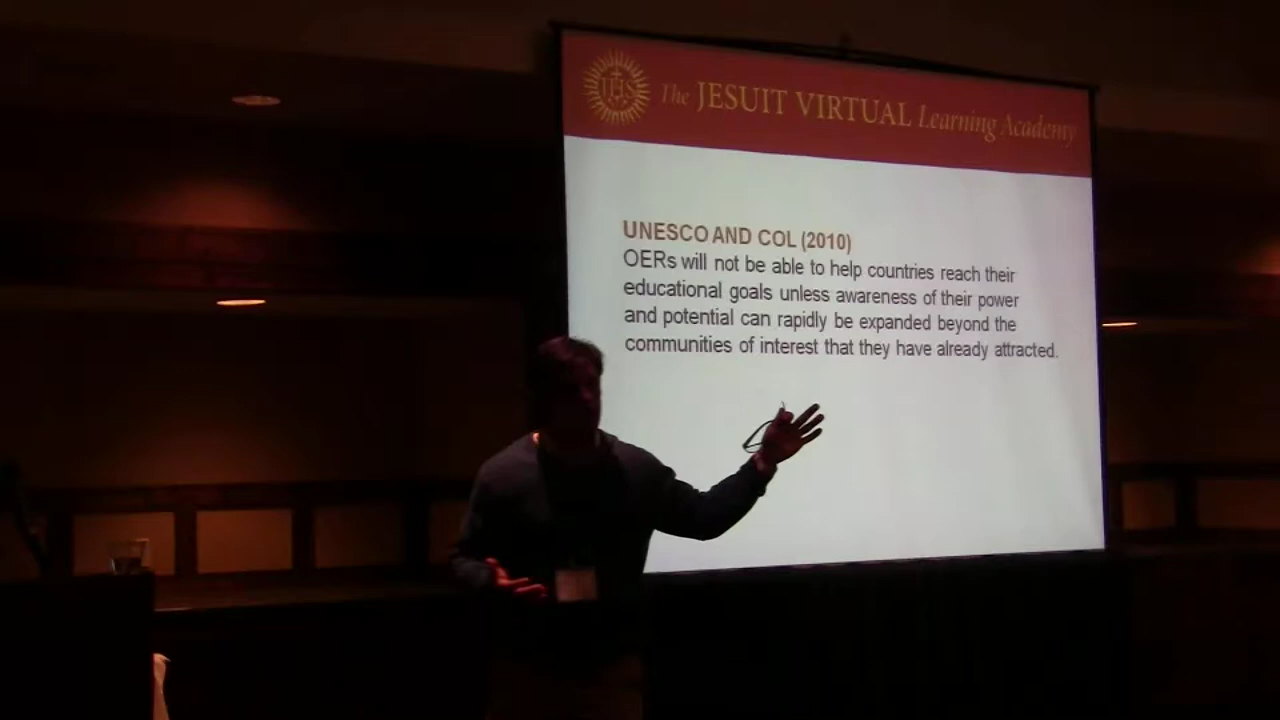 IHS The JESUIT VIRTUAL Learning Academy
UNESCO AND COL (2010)
OERs will not be able to help countries reach their
educational goals unless awareness of their power
and potential can rapidly be expanded beyond the
communities of interest that they have already attracted.